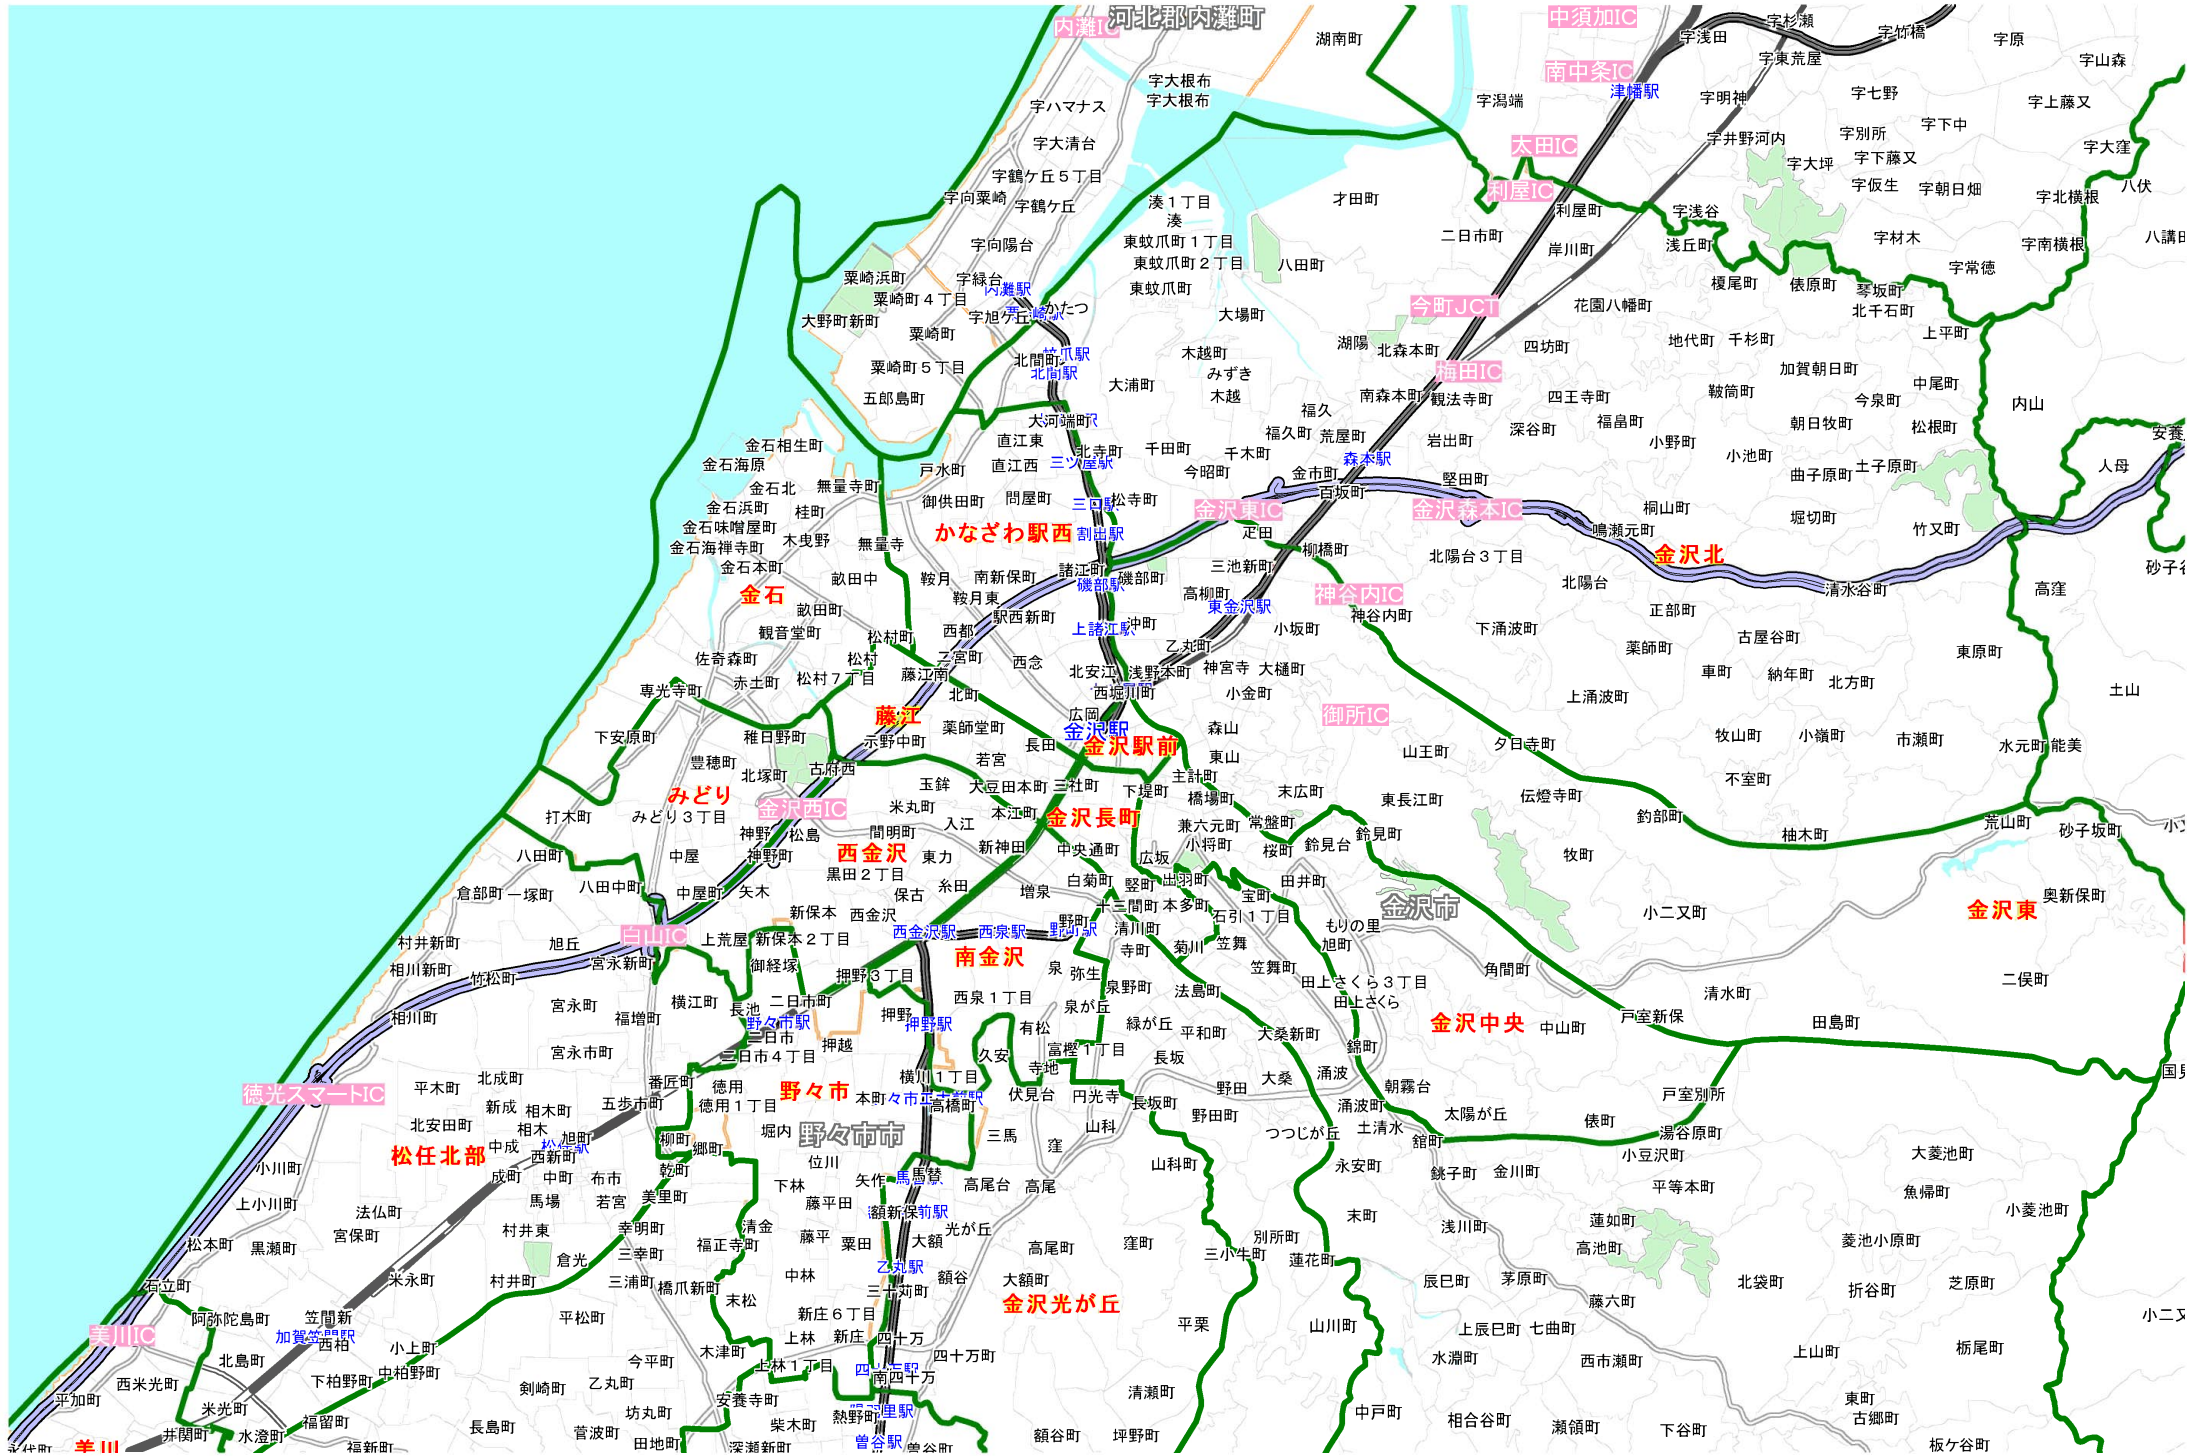 河北郡内灘町
内灘IC
中須加IC
字杉瀬
字浅田
字竹橋
字原
湖南町
字東荒屋
字山森
南中条IC
津幡駅
字大根布
字大根布
字潟端
字明神
字七野
字上藤又
字ハマナス
字大清台
太田IC
字井野河内
字別所
字下中
字大坪
字下藤又
字大窪
字鶴ケ丘5丁目
利屋IC
字仮生
字朝日畑
八伏
字北横根
字向粟崎
字鶴ケ丘
湊1丁目
湊
才田町
利屋町
字浅谷
字向陽台
東蚊爪町1丁目
二日市町
岸川町
浅丘町
字材木
字南横根
東蚊爪町2丁目
八田町
字常徳
粟崎浜町
字緑台
内灘駅
東蚊爪町
榎尾町
俵原町
琴坂町
粟崎町4丁目
かたつ
字旭ケ丘
今町JCT
花園八幡町
北千石町
大野町新町
粟崎町
大場町
上平町
湖陽
北森本町
四坊町
地代町
千杉町
木越町
北間町
北間駅
粟崎町5丁目
みずき
梅田IC
加賀朝日町
大浦町
木越
中尾町
五郎島町
南森本町
観法寺町
四王寺町
鞍筒町
今泉町
内山
福久
福畠町
朝日牧町
松根町
大河端町
福久町
荒屋町
岩出町
深谷町
小野町
金石相生町
直江東
北寺町
千田町
千木町
小池町
金石海原
戸水町
直江西
三ツ屋駅
今昭町
金市町
森本駅
曲子原町
土子原町
人母
金石北
無量寺町
御供田町
問屋町
三口駅
松寺町
百坂町
堅田町
金石浜町
桂町
金沢東IC
金沢森本IC
桐山町
堀切町
竹又町
金石味噌屋町
かなざわ駅西
割出駅
疋田
鳴瀬元町
金石海禅寺町
木曳野
無量寺
柳橋町
北陽台3丁目
金沢北
金石本町
畝田中
鞍月
南新保町
諸江町
磯部町
三池新町
北陽台
磯部駅
清水谷町
高窪
金石
鞍月東
高柳町
東金沢駅
神谷内IC
畝田町
駅西新町
神谷内町
正部町
観音堂町
松村町
西都
上諸江駅
沖町
小坂町
下涌波町
古屋谷町
乙丸町
薬師町
東原町
佐奇森町
松村
二宮町
西念
北安江
浅野本町
神宮寺
大樋町
車町
納年町
赤土町
松村7丁目
藤江南
北町
西堀川町
小金町
上涌波町
北方町
土山
専光寺町
藤江
広岡
御所IC
下安原町
稚日野町
薬師堂町
金沢駅
森山
示野中町
長田
金沢駅前
東山
山王町
夕日寺町
牧山町
小嶺町
市瀬町
水元町
能美
豊穂町
北塚町
古府西
若宮
主計町
不室町
みどり
玉鉾
大豆田本町
三社町
下堤町
橋場町
末広町
東長江町
伝燈寺町
金沢西IC
米丸町
本江町
金沢長町
釣部町
打木町
みどり3丁目
神野
松島
間明町
入江
兼六元町
常盤町
鈴見町
柚木町
荒山町
砂子坂町
八田町
中屋
神野町
西金沢
東力
新神田
中央通町
広坂
小将町
桜町
鈴見台
牧町
黒田2丁目
倉部町
一塚町
八田中町
中屋町
矢木
保古
糸田
増泉
白菊町
竪町
出羽町
田井町
宝町
奥新保町
新保本
西金沢
十三間町
本多町
石引1丁目
金沢市
小二又町
金沢東
村井新町
旭丘
白山IC
上荒屋
新保本2丁目
西金沢駅
西泉駅
野町駅
野町
清川町
もりの里
相川新町
宮永新町
御経塚
南金沢
寺町
菊川
笠舞
旭町
竹松町
押野3丁目
泉
弥生
笠舞町
角間町
宮永町
横江町
長池
二日市町
西泉1丁目
泉野町
法島町
田上さくら3丁目
清水町
二俣町
相川町
福増町
野々市駅
押野
押野駅
有松
泉が丘
田上さくら
二日市
緑が丘
平和町
大桑新町
金沢中央
中山町
戸室新保
田島町
宮永市町
二日市4丁目
押越
久安
富樫1丁目
長坂
錦町
寺地
徳光スマートIC
平木町
北成町
番匠町
徳用
野々市
横川1丁目
野田
大桑
涌波
朝霧台
新成
相木町
五歩市町
徳用1丁目
本町
高橋町
伏見台
円光寺
長坂町
涌波町
太陽が丘
戸室別所
北安田町
相木
旭町
堀内
野々市市
三馬
山科
野田町
つつじが丘
土清水
俵町
湯谷原町
松任北部
中成
西新町
柳町
郷町
窪
舘町
小川町
成町
中町
布市
乾町
位川
矢作
馬替
高尾台
高尾
山科町
永安町
銚子町
金川町
小豆沢町
大菱池町
上小川町
馬場
若宮
美里町
下林
藤平田
額新保
平等本町
魚帰町
法仏町
村井東
幸明町
清金
光が丘
末町
浅川町
蓮如町
小菱池町
松本町
黒瀬町
宮保町
倉光
三幸町
福正寺町
藤平
粟田
大額
高尾町
窪町
三小牛町
別所町
蓮花町
高池町
菱池小原町
石立町
米永町
村井町
三浦町
橋爪新町
中林
乙丸駅
額谷
大額町
辰巳町
茅原町
北袋町
折谷町
芝原町
阿弥陀島町
笠間新
平松町
末松
三十苅町
金沢光が丘
藤六町
美川IC
加賀笠間駅
西柏
小上町
新庄6丁目
上林
新庄
四十万
平栗
山川町
上辰巳町
七曲町
北島町
中柏野町
今平町
木津町
上林1丁目
四十万町
水淵町
西市瀬町
上山町
栃尾町
西米光町
下柏野町
剣崎町
乙丸町
南四十万
清瀬町
平加町
米光町
福留町
坊丸町
安養寺町
熱野町
中戸町
東町
井関町
水澄町
長島町
菅波町
柴木町
相合谷町
瀬領町
下谷町
古郷町
美川
福新町
田地町
深瀬新町
曽谷駅
曽谷町
額谷町
坪野町
板ケ谷町